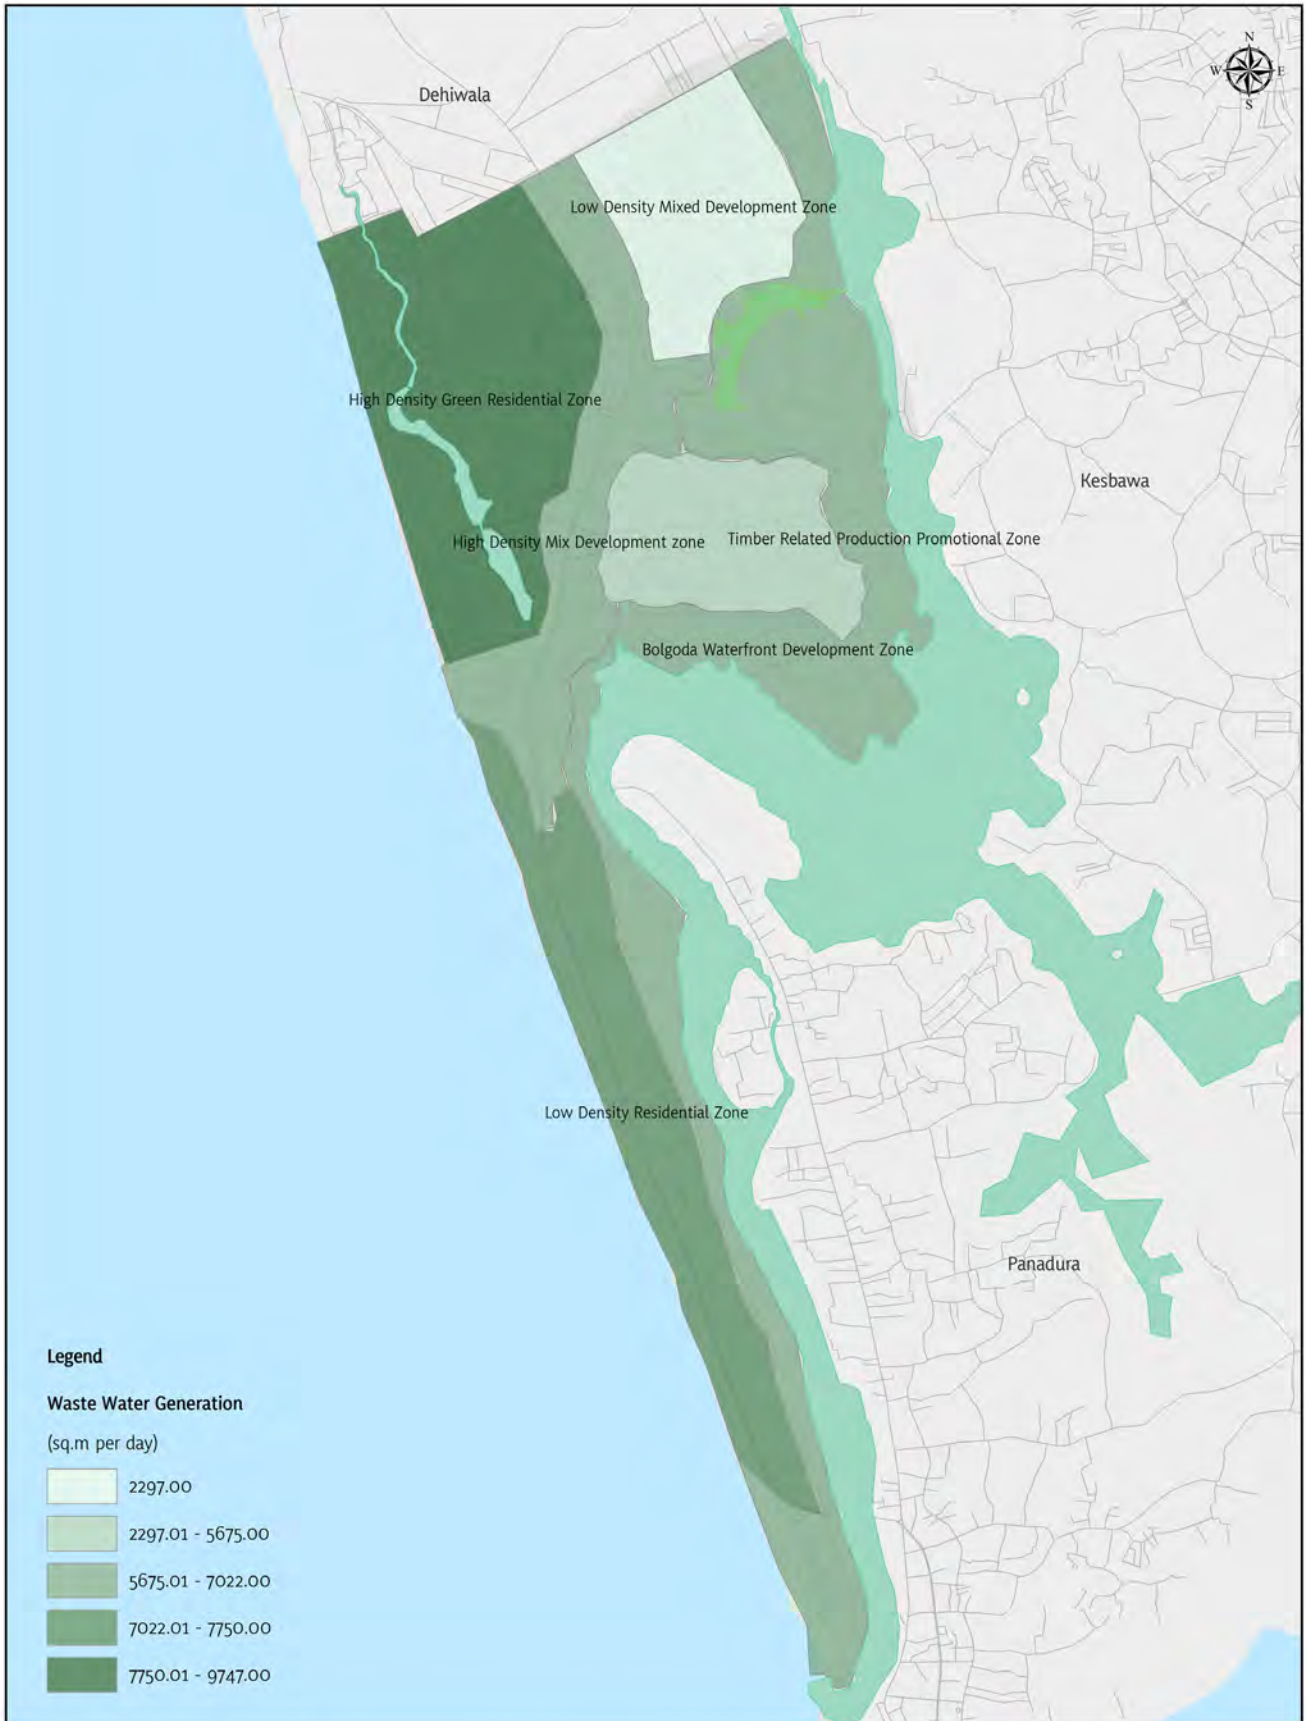 N
W E
S
Dehiwala
Low Density Mixed Development Zone
High Density Green Residential Zone
Kesbawa
High Density Mix Development zone
Timber Related Production Promotional Zone
Bolgoda Waterfront Development Zone
Low Density Residential Zone
Panadura
Legend
Waste Water Generation
(sq.m per day)
2297.00
2297.01 - 5675.00
5675.01 - 7022.00
7022.01 - 7750.00
7750.01 - 9747.00